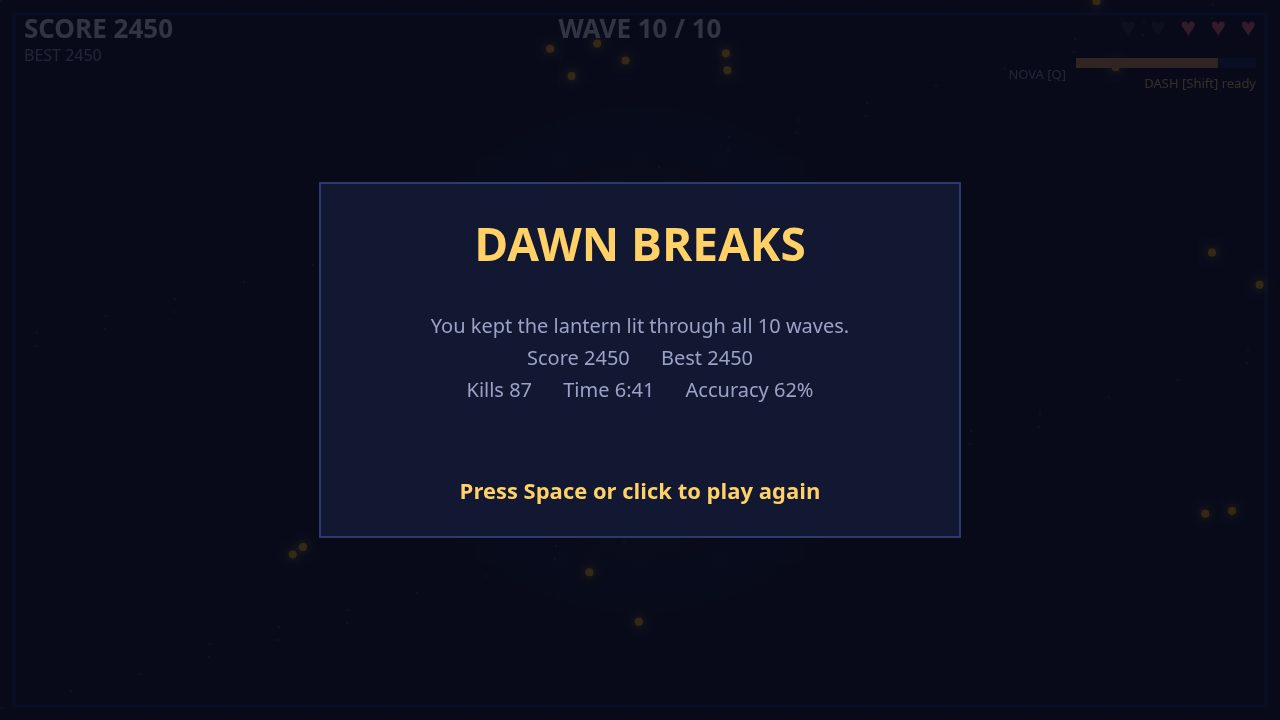 SCORE 2450
WAVE 10 / 10
BEST 2450
NOVA [Q]
DASH [Shift] ready
DAWN BREAKS
You kept the lantern lit through all 10 waves.
Score 2450 Best 2450
Kills 87 Time 6:41 Accuracy 62%
Press Space or click to play again